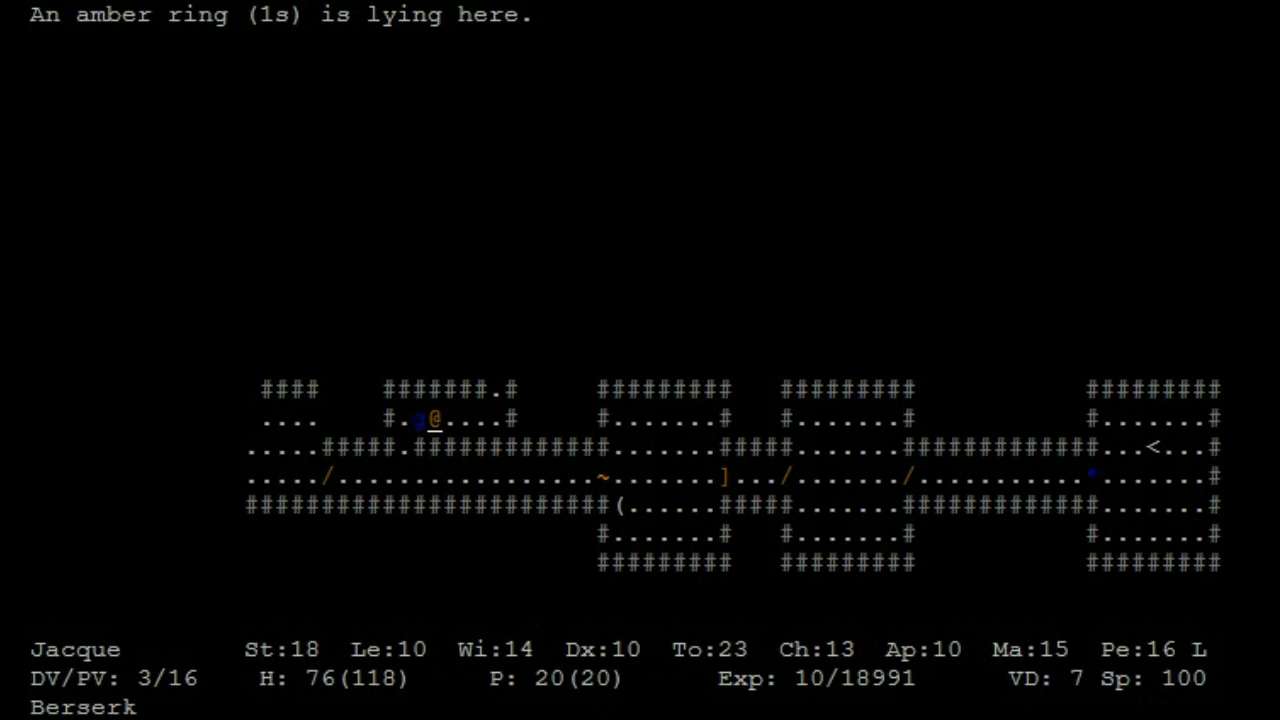 An amber ring (1s) is lying here.
####    #######.#     #########   #########           #########
....    #.g@....#     #.......#   #.......#           #.......#
.....#####.#############.......#####.......#############...<...#
...../.................~.......].../......./...........*.......#
########################(......#####.......#############.......#
#.......#   #.......#           #.......#
#########   #########           #########
Jacque        St:18  Le:10  Wi:14  Dx:10  To:23  Ch:13  Ap:10  Ma:15  Pe:16 L
DV/PV: 3/16    H: 76(118)     P: 20(20)      Exp: 10/18991      VD: 7 Sp: 100
Berserk